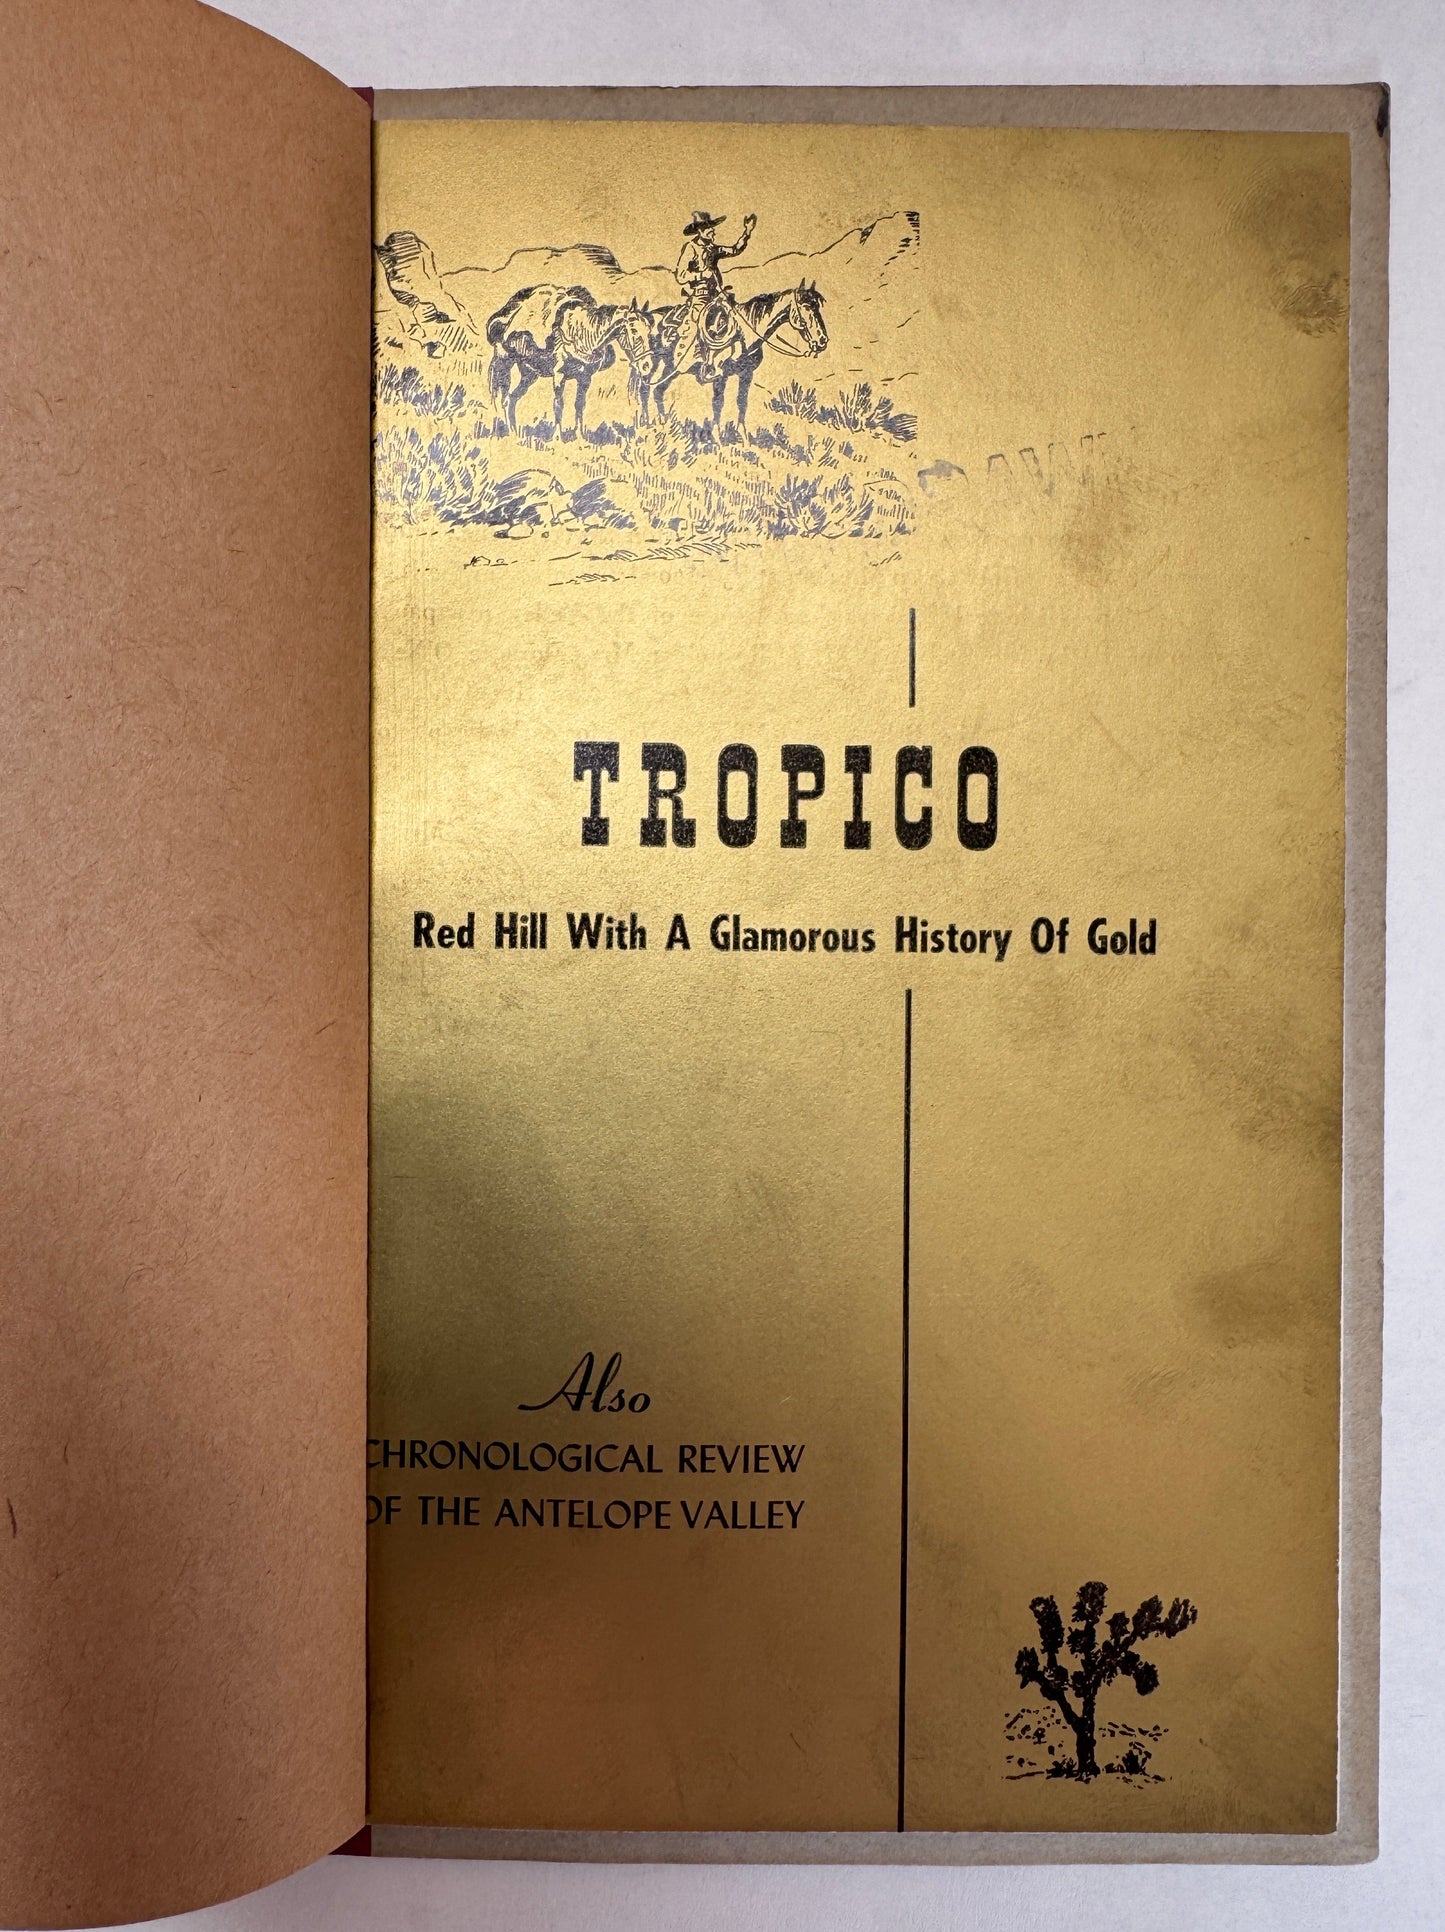 TROPICO
Red Hill With A Glamorous History Of Gold
Also
CHRONOLOGICAL REVIEW
OF THE ANTELOPE VALLEY